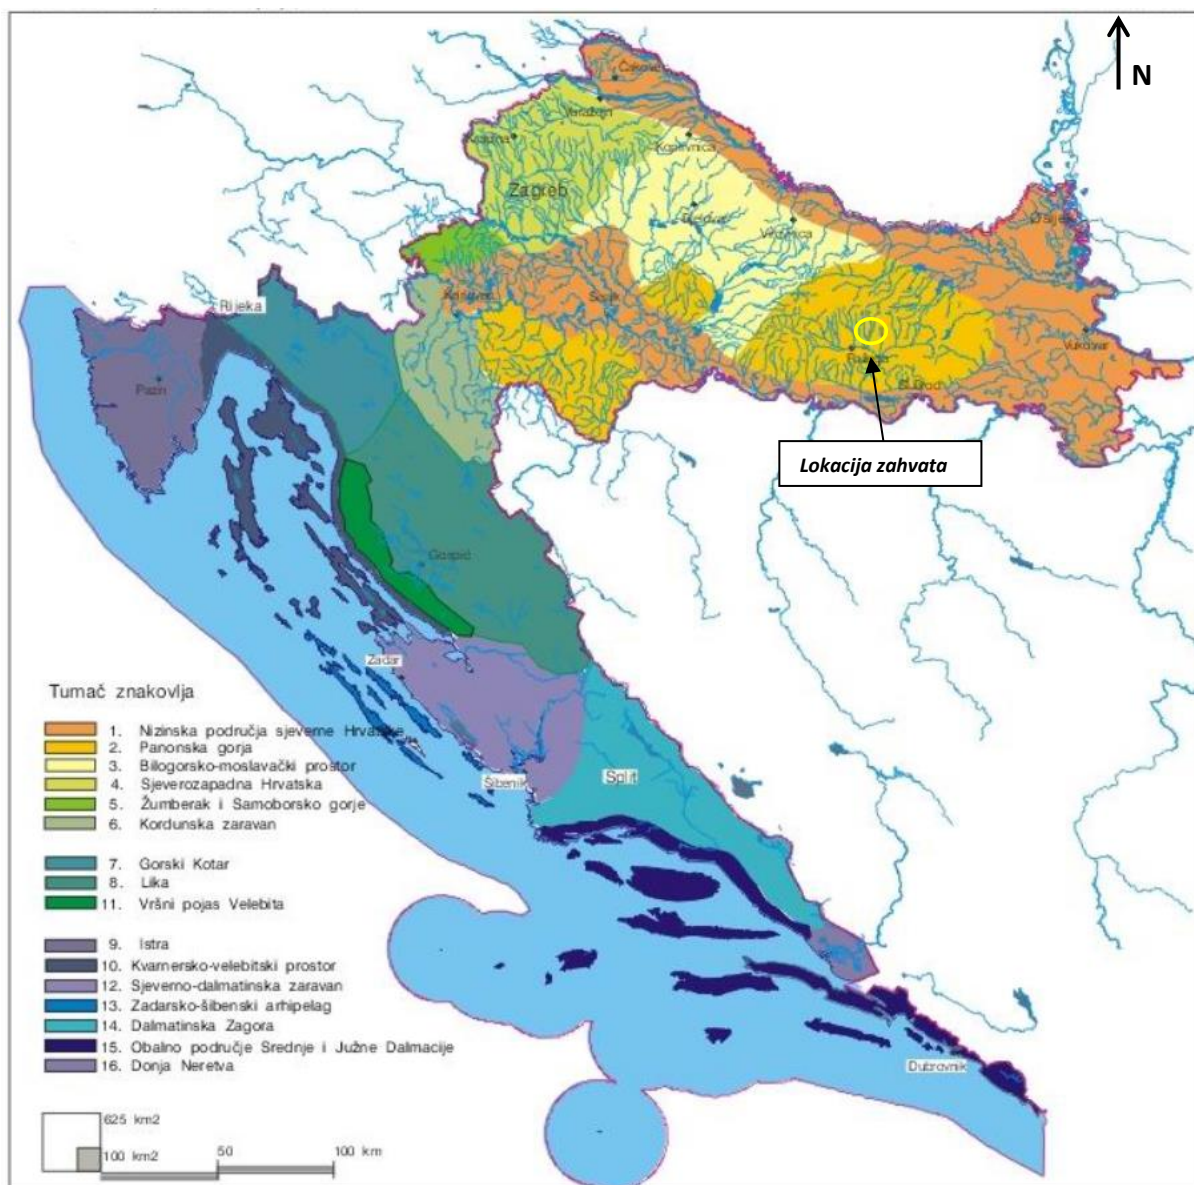 N
Čakovec
Varaždin
Krapina
Koprivnica
Zagreb
Bjelovar
Virovitica
Osijek
Rijeka
Karlovac
Sisak
Požega
Vukovar
Sl.Brod
Pazin
Lokacija zahvata
Gospić
Zadar
Šibenik
Split
Dubrovnik
Tumač znakovlja
1. Nizinska područja sjeverne Hrvatske
2. Panonska gorja
3. Bilogorsko-moslavački prostor
4. Sjeverozapadna Hrvatska
5. Žumberak i Samoborsko gorje
6. Kordunska zaravan
7. Gorski Kotar
8. Lika
11. Vršni pojas Velebita
9. Istra
10. Kvarnersko-velebitski prostor
12. Sjeverno-dalmatinska zaravan
13. Zadarsko-šibenski arhipelag
14. Dalmatinska Zagora
15. Obalno područje Srednje i Južne Dalmacije
16. Donja Neretva
625 km2
100 km2
50
100 km